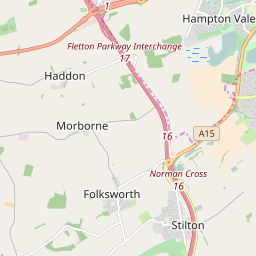 Hampton Vale
1
Fletton Parkway Interchange
17
Haddon
Morborne
16
A15
Norman Cross
16
Folksworth
Stilton